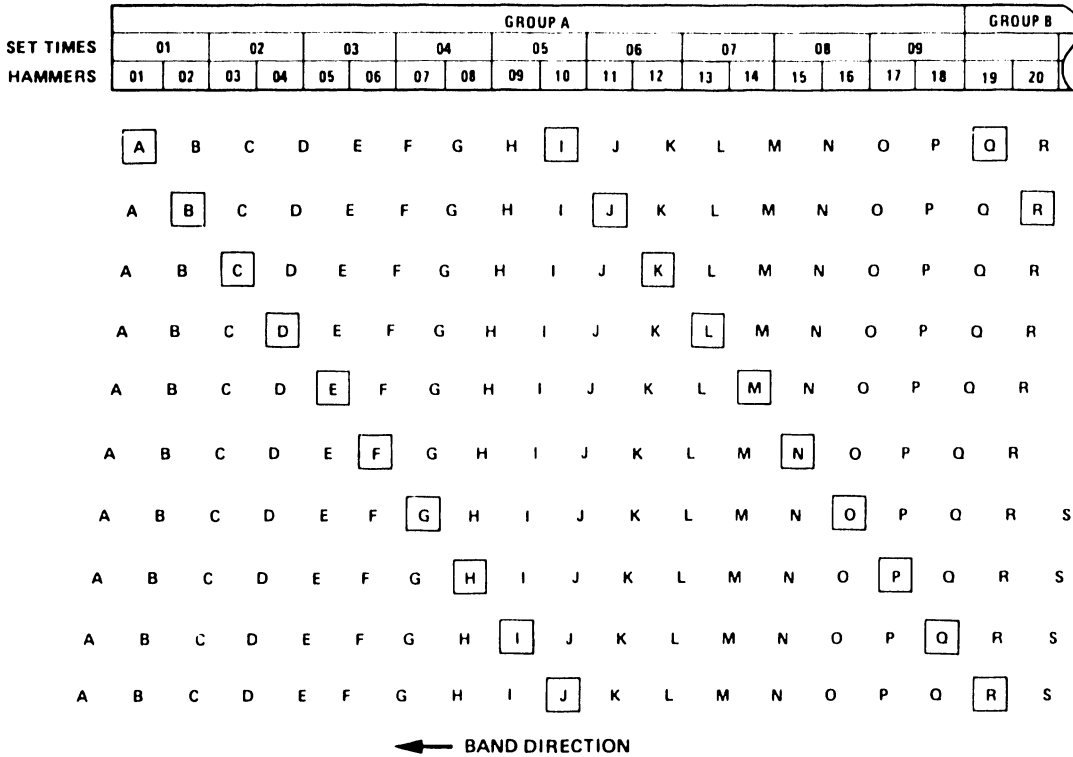 GROUP A GROUP B
SET TIMES 01 02 03 04 05 06 07 08 09
HAMMERS 01 02 03 04 05 06 07 08 09 10 11 12 13 14 15 16 17 18 19 20
A B C D E F G H I J K L M N O P Q R
A B C D E F G H I J K L M N O P Q R
A B C D E F G H I J K L M N O P Q R
A B C D E F G H I J K L M N O P Q R
A B C D E F G H I J K L M N O P Q R
A B C D E F G H I J K L M N O P Q R
A B C D E F G H I J K L M N O P Q R S
A B C D E F G H I J K L M N O P Q R S
A B C D E F G H I J K L M N O P Q R S
A B C D E F G H I J K L M N O P Q R S
BAND DIRECTION